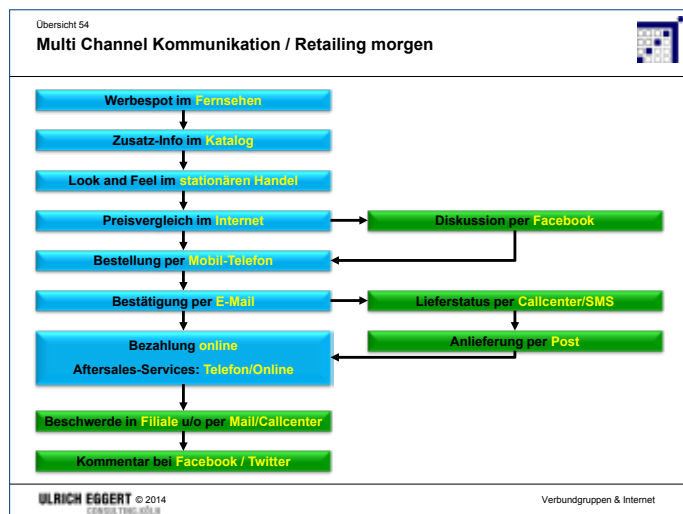 Übersicht 54
Multi Channel Kommunikation / Retailing morgen
Werbespot im Fernsehen
Zusatz-Info im Katalog
Look and Feel im stationären Handel
Preisvergleich im Internet
Diskussion per Facebook
Bestellung per Mobil-Telefon
Bestätigung per E-Mail
Lieferstatus per Callcenter/SMS
Anlieferung per Post
Bezahlung online
Aftersales-Services: Telefon/Online
Beschwerde in Filiale u/o per Mail/Callcenter
Kommentar bei Facebook / Twitter
ULRICH EGGERT © 2014
CONSULTING.KÖLN
Verbundgruppen & Internet